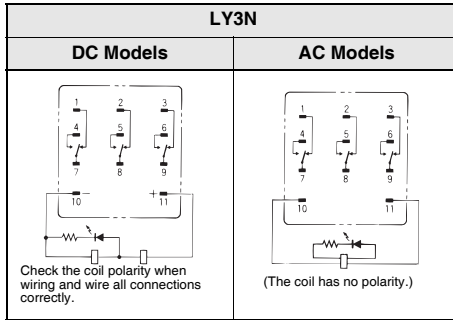 LY3N
DC Models
AC Models
1 2 3
4 5 6
7 8 9
10 - + 11
Check the coil polarity when
wiring and wire all connections
correctly.
1 2 3
4 5 6
7 8 9
10 11
(The coil has no polarity.)